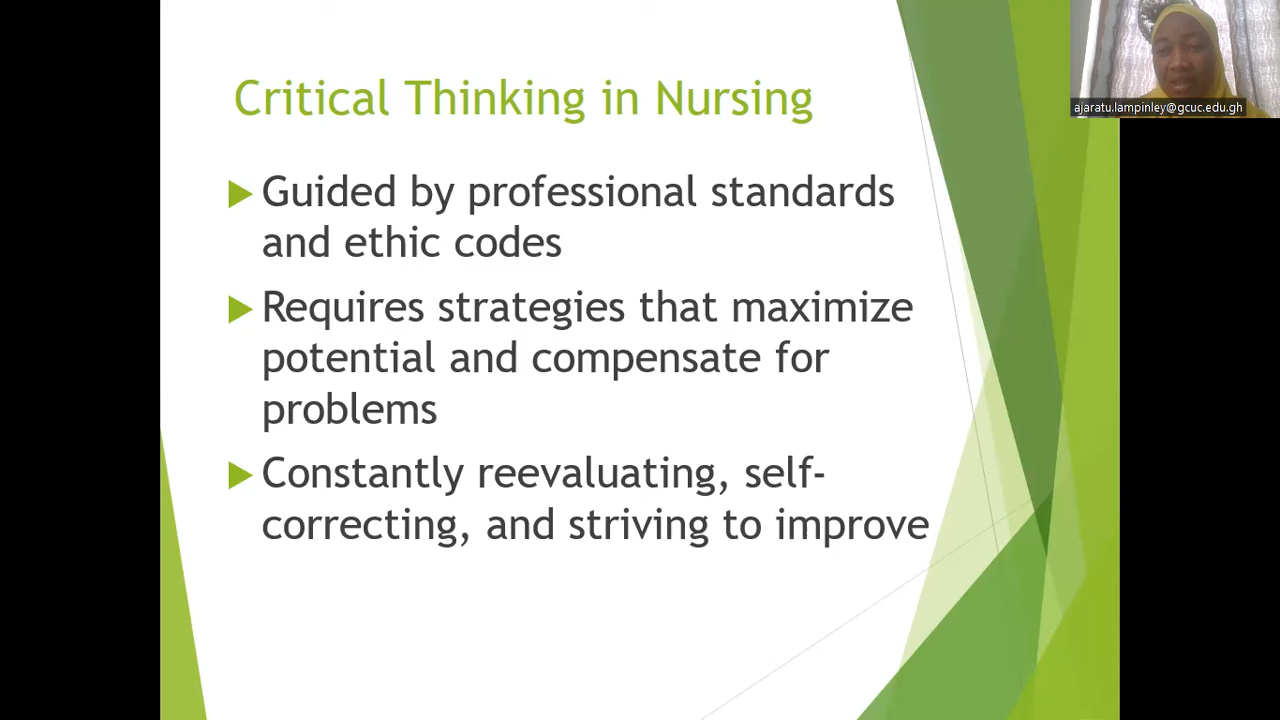 Critical Thinking in Nursing
ajaratu.lampinley@gcuc.edu.gh
Guided by professional standards
and ethic codes
Requires strategies that maximize
potential and compensate for
problems
Constantly reevaluating, self-
correcting, and striving to improve